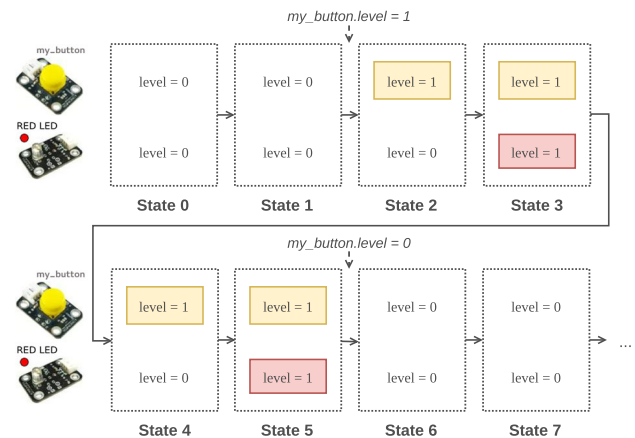 my_button.level = 1
my_button
level = 0
level = 0
level = 1
level = 1
RED LED
level = 0
level = 0
level = 0
level = 1
State 0
State 1
State 2
State 3
my_button.level = 0
my_button
level = 1
level = 1
level = 0
level = 0
...
RED LED
level = 0
level = 1
level = 0
level = 0
State 4
State 5
State 6
State 7